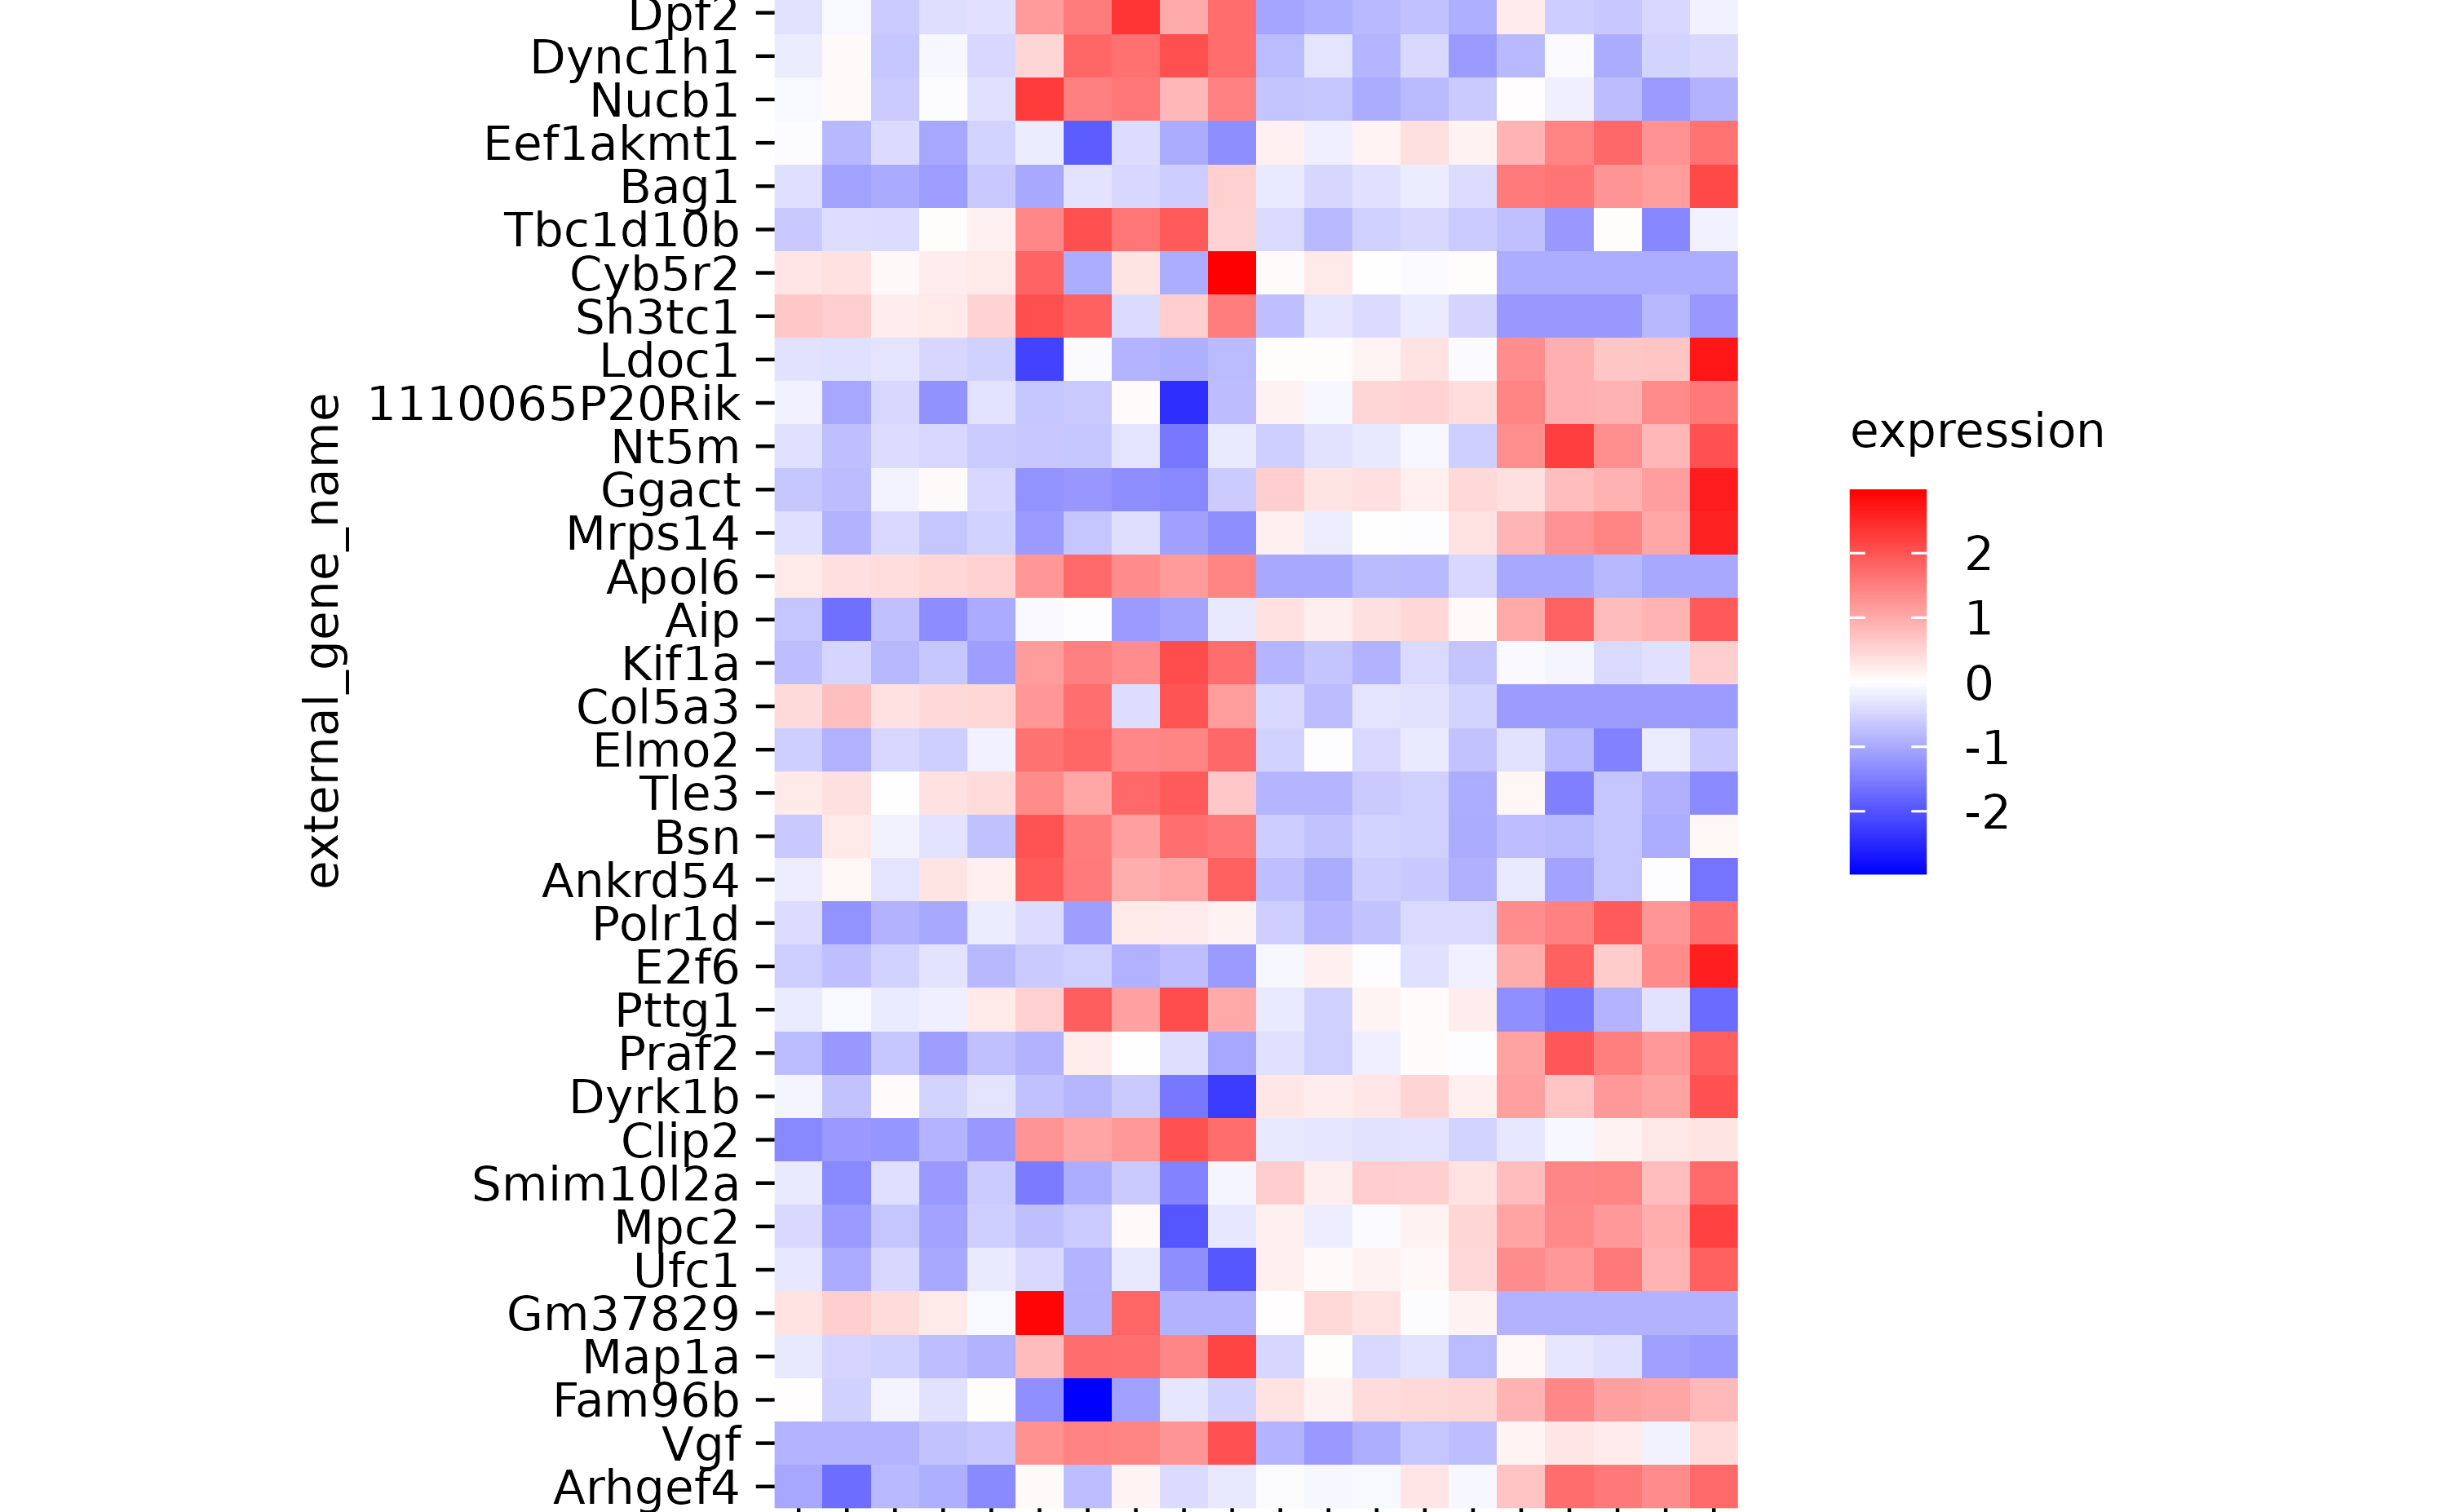 Dpf2
Dync1h1
Nucb1
Eef1akmt1
Bag1
Tbc1d10b
Cyb5r2
Sh3tc1
Ldoc1
1110065P20Rik
Nt5m
Ggact
Mrps14
Apol6
Aip
Kif1a
Col5a3
Elmo2
Tle3
Bsn
Ankrd54
Polr1d
E2f6
Pttg1
Praf2
Dyrk1b
Clip2
Smim10l2a
Mpc2
Ufc1
Gm37829
Map1a
Fam96b
Vgf
Arhgef4
external_gene_name
expression
2
1
0
-1
-2